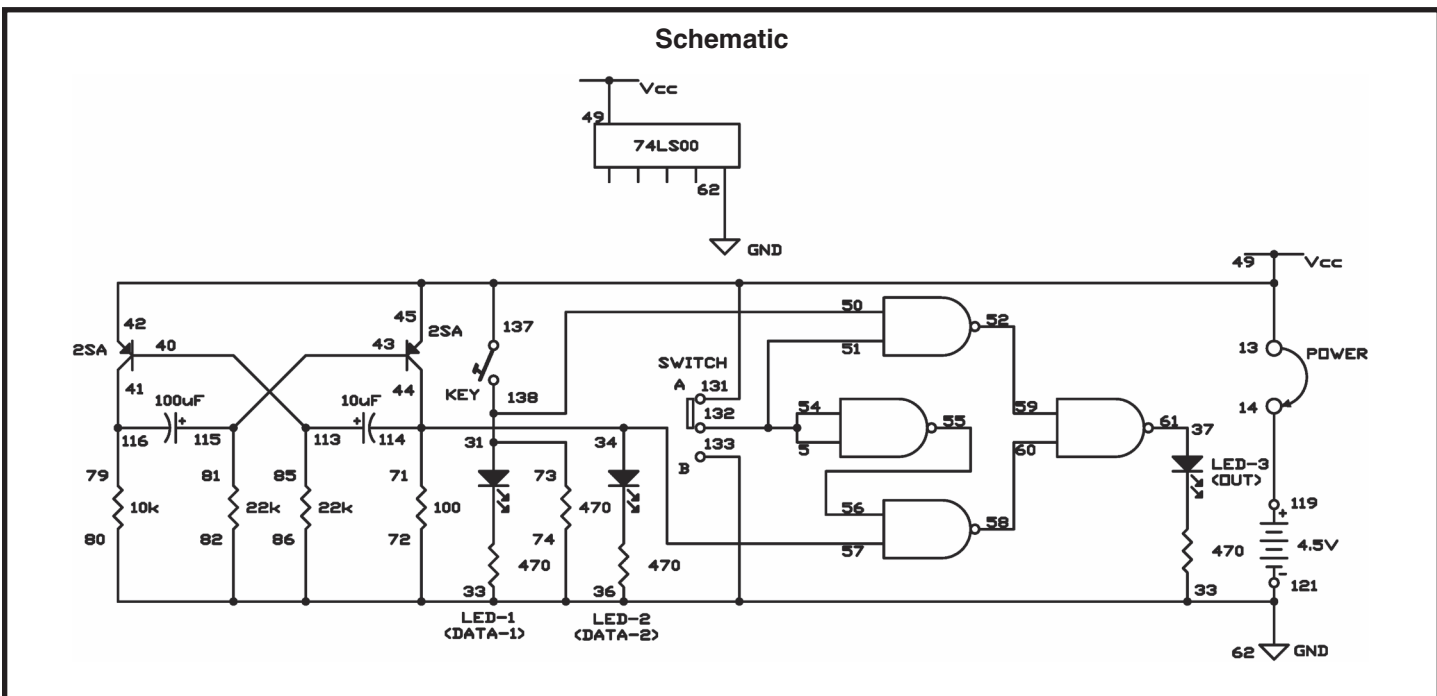 Schematic
Vcc
49
74LS00
62
GND
49 Vcc
42 45 137 50 52
2SA 40 43 2SA 51 13 POWER
41 44 KEY 138 SWITCH
A 131
100uF 10uF 132 54 55 59 61 37 14
+ +
116 115 113 114 31 34 133 5 60 LED-3
(OUT)
B
79 81 85 71 73 119
+
10k 22k 22k 100 470 56 58 4.5V
80 82 86 72 74 57 470 -
470 470 121
33 36 33
LED-1 LED-2
(DATA-1) (DATA-2)
62 GND